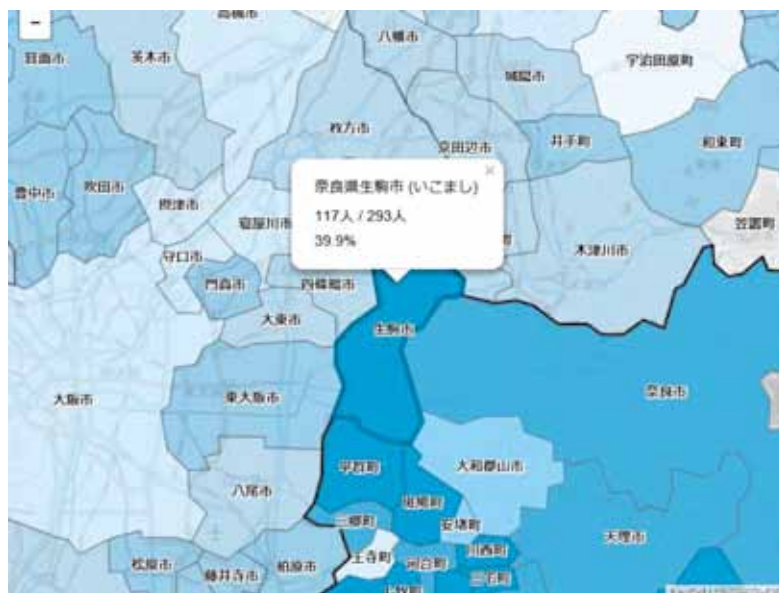 −
高槻市
八幡市
箕面市
茨木市
城陽市
宇治田原町
枚方市
京田辺市
井手町
和束町
豊中市
吹田市
摂津市
寝屋川市
奈良県生駒市 (いこまし)
×
117人 / 293人
39.9%
町
木津川市
笠置町
守口市
門真市
四條畷市
大東市
生駒市
大阪市
東大阪市
奈良市
八尾市
平群町
斑鳩町
大和郡山市
三郷町
安堵町
天理市
松原市
藤井寺市
柏原市
王寺町
河合町
川西町
三宅町
上牧町